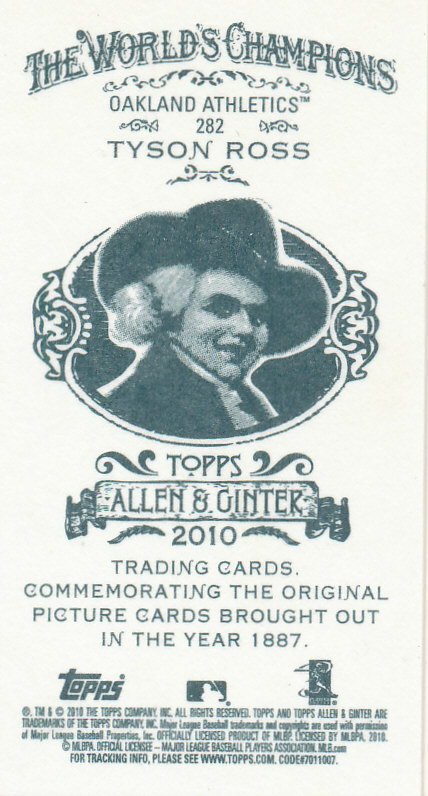 THE WORLD'S CHAMPIONS
OAKLAND ATHLETICS™
282
TYSON ROSS
TOPPS
ALLEN & GINTER
2010
TRADING CARDS.
COMMEMORATING THE ORIGINAL
PICTURE CARDS BROUGHT OUT
IN THE YEAR 1887.
Topps
®, TM & © 2010 THE TOPPS COMPANY, INC. ALL RIGHTS RESERVED. TOPPS AND TOPPS ALLEN & GINTER ARE
TRADEMARKS OF THE TOPPS COMPANY, INC. Major League Baseball trademarks and copyrights are used with permission
of Major League Baseball Properties, Inc. OFFICIALLY LICENSED PRODUCT OF MLBP. LICENSED BY MLBPA, 2010.
© MLBPA. OFFICIAL LICENSEE – MAJOR LEAGUE BASEBALL PLAYERS ASSOCIATION. MLB.com
FOR TRACKING INFO, PLEASE SEE WWW.TOPPS.COM. CODE#7011007.